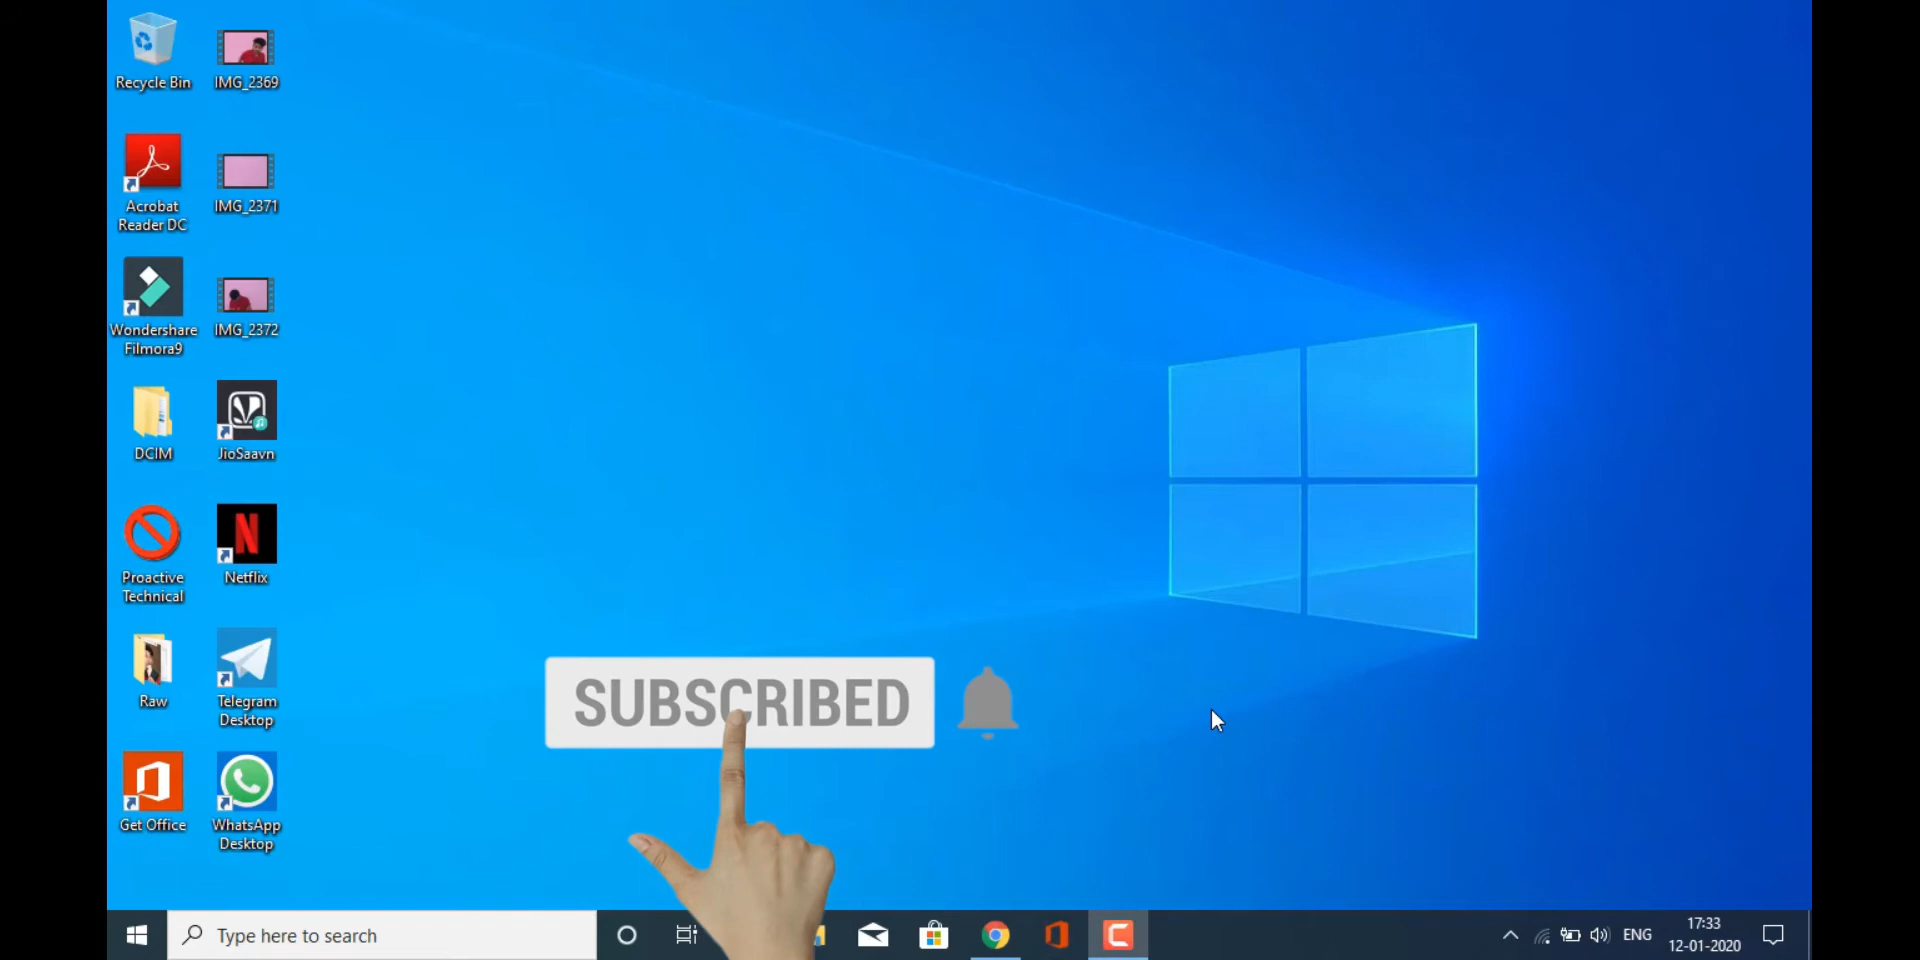 Recycle Bin
IMG_2369
Acrobat
Reader DC
IMG_2371
Wondershare
Filmora9
IMG_2372
DCIM
JioSaavn
Proactive
Technical
Netflix
Raw
Telegram
Desktop
Get Office
WhatsApp
Desktop
SUBSCRIBED
Type here to search
ENG
17:33
12-01-2020